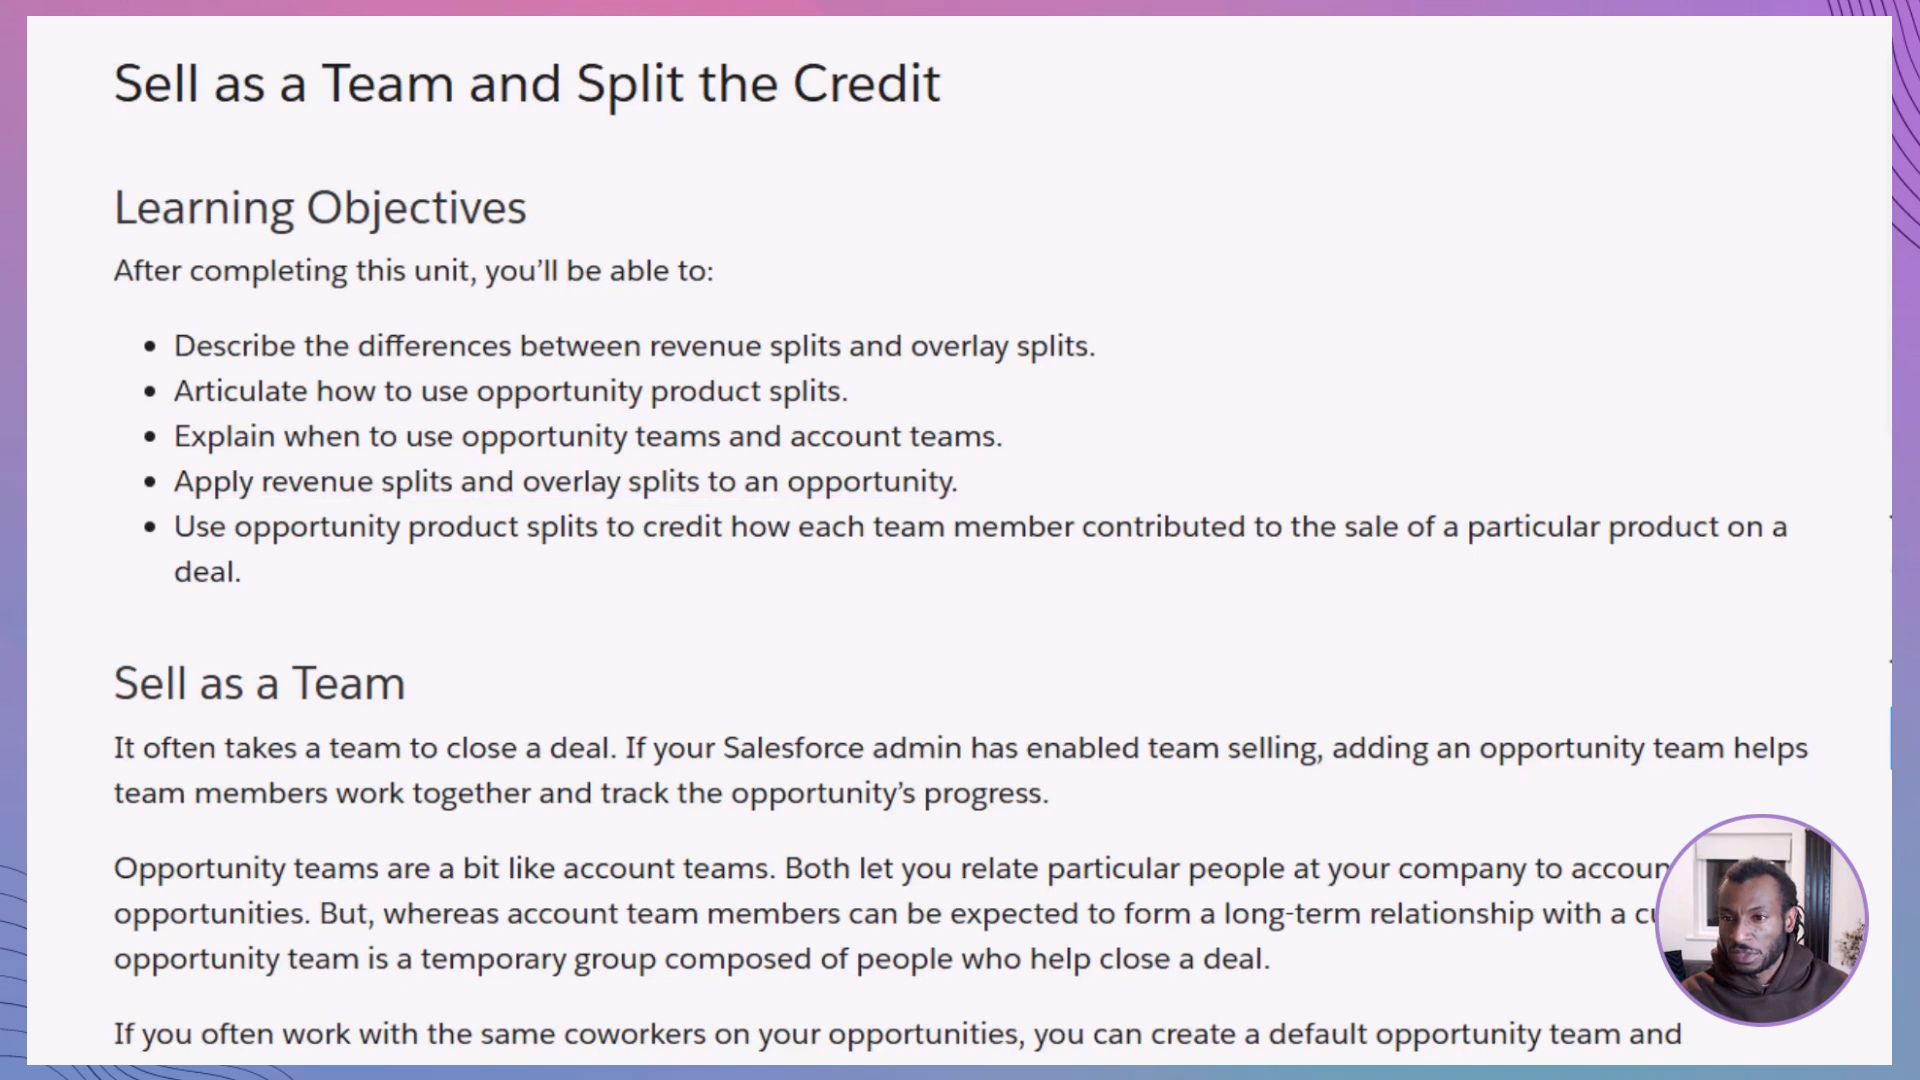 Sell as a Team and Split the Credit
Learning Objectives
After completing this unit, you’ll be able to:
• Describe the differences between revenue splits and overlay splits.
• Articulate how to use opportunity product splits.
• Explain when to use opportunity teams and account teams.
• Apply revenue splits and overlay splits to an opportunity.
• Use opportunity product splits to credit how each team member contributed to the sale of a particular product on a
deal.
Sell as a Team
It often takes a team to close a deal. If your Salesforce admin has enabled team selling, adding an opportunity team helps
team members work together and track the opportunity’s progress.
Opportunity teams are a bit like account teams. Both let you relate particular people at your company to
opportunities. But, whereas account team members can be expected to form a long-term relationship with a
opportunity team is a temporary group composed of people who help close a deal.
If you often work with the same coworkers on your opportunities, you can create a default opportunity team and